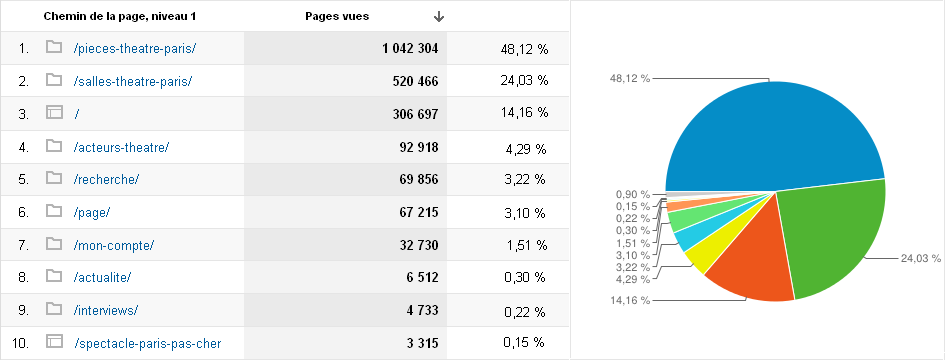 Chemin de la page, niveau 1 Pages vues
1. /pieces-theatre-paris/ 1 042 304 48,12 %
2. /salles-theatre-paris/ 520 466 24,03 %
3. / 306 697 14,16 %
4. /acteurs-theatre/ 92 918 4,29 %
5. /recherche/ 69 856 3,22 %
6. /page/ 67 215 3,10 %
7. /mon-compte/ 32 730 1,51 %
8. /actualite/ 6 512 0,30 %
9. /interviews/ 4 733 0,22 %
10. /spectacle-paris-pas-cher 3 315 0,15 %
48,12 %
0,90 %
0,15 %
0,22 %
0,30 %
1,51 %
3,10 %
3,22 %
4,29 %
14,16 %
24,03 %